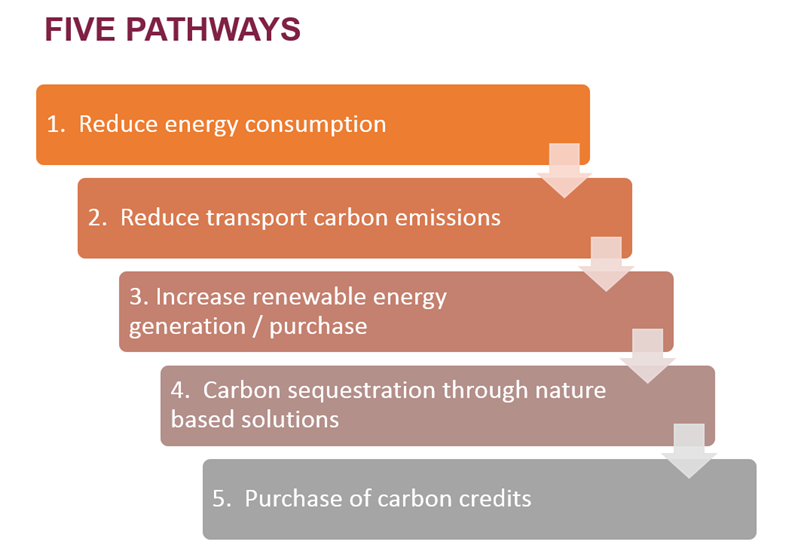 FIVE PATHWAYS
1. Reduce energy consumption
2. Reduce transport carbon emissions
3. Increase renewable energy
generation / purchase
4. Carbon sequestration through nature
based solutions
5. Purchase of carbon credits